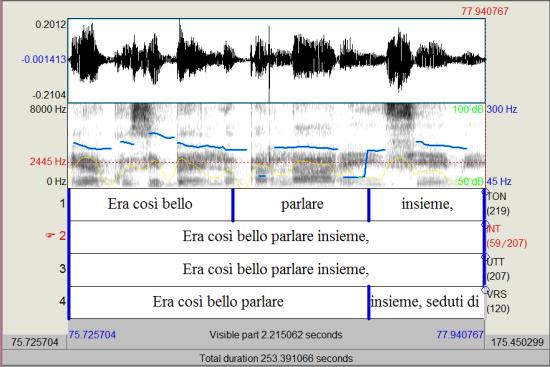 77.940767
0.2012
-0.001413
-0.2104
8000 Hz 100 dB 300 Hz
2445 Hz
0 Hz 50 dB 45 Hz
1 Era così bello parlare insieme, TON (219)
2 Era così bello parlare insieme, INT (59/207)
3 Era così bello parlare insieme, UTT (207)
4 Era così bello parlare insieme, seduti di VRS (120)
75.725704 77.940767
75.725704 Visible part 2.215062 seconds 175.450299
Total duration 253.391066 seconds